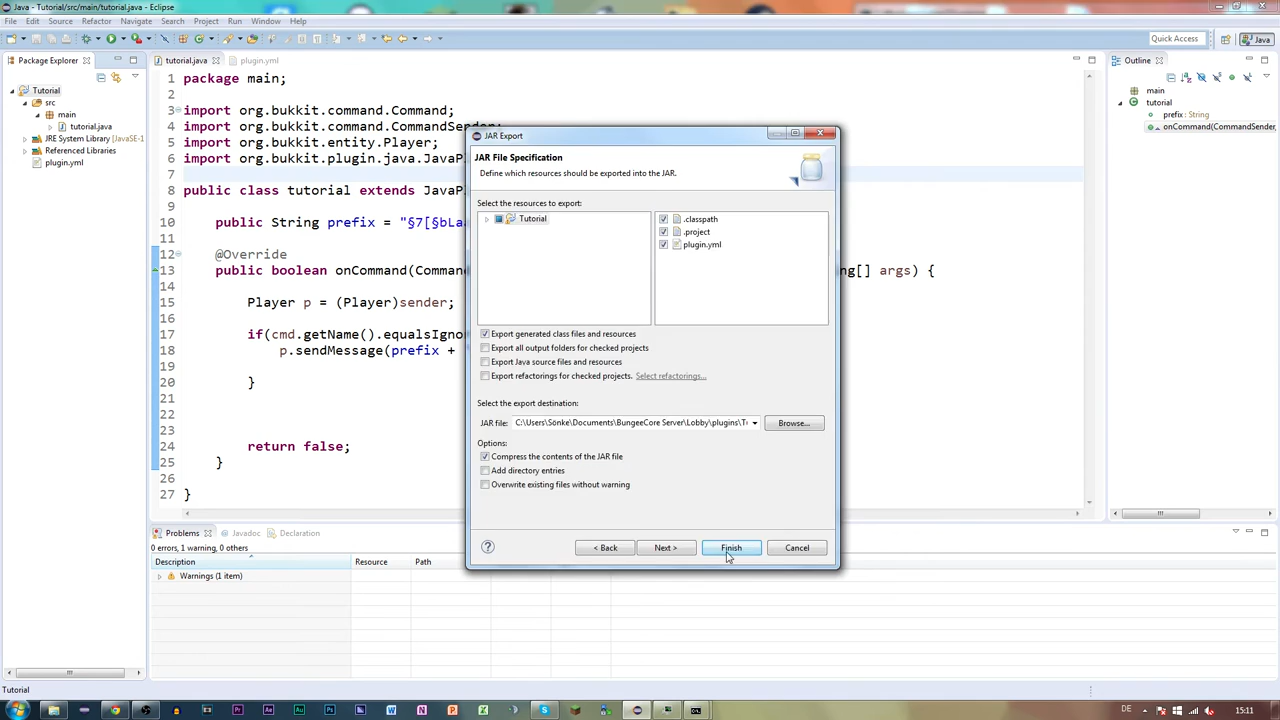 Java - Tutorial/src/main/tutorial.java - Eclipse
File Edit Source Refactor Navigate Search Project Run Window Help
Quick Access
Java
Package Explorer
Tutorial
src
main
tutorial.java
JRE System Library [JavaSE-1
Referenced Libraries
plugin.yml
tutorial.java
plugin.yml
1 package main;
2
3 import org.bukkit.command.Command;
4 import org.bukkit.command.CommandSender;
5 import org.bukkit.entity.Player;
6 import org.bukkit.plugin.java.JavaP
7
8 public class tutorial extends JavaP
10 public String prefix = "§7[§bLa
11
12 @Override
13 public boolean onCommand(Comman ng[] args) {
14
15 Player p = (Player)sender;
16
17 if(cmd.getName().equalsIgno
18 p.sendMessage(prefix + "
19
20 }
21
24 return false;
25 }
26
27 }
JAR Export
JAR File Specification
Define which resources should be exported into the JAR.
Select the resources to export:
Tutorial
.classpath
.project
plugin.yml
Export generated class files and resources
Export all output folders for checked projects
Export Java source files and resources
Export refactorings for checked projects. Select refactorings...
Select the export destination:
JAR file: C:\Users\Sönke\Documents\BungeeCore Server\Lobby\plugins\T
Browse...
Options:
Compress the contents of the JAR file
Add directory entries
Overwrite existing files without warning
< Back Next > Finish Cancel
Outline
main
tutorial
prefix : String
onCommand(CommandSender,
Problems Javadoc Declaration
0 errors, 1 warning, 0 others
Description Resource Path
Warnings (1 item)
Tutorial
DE 15:11